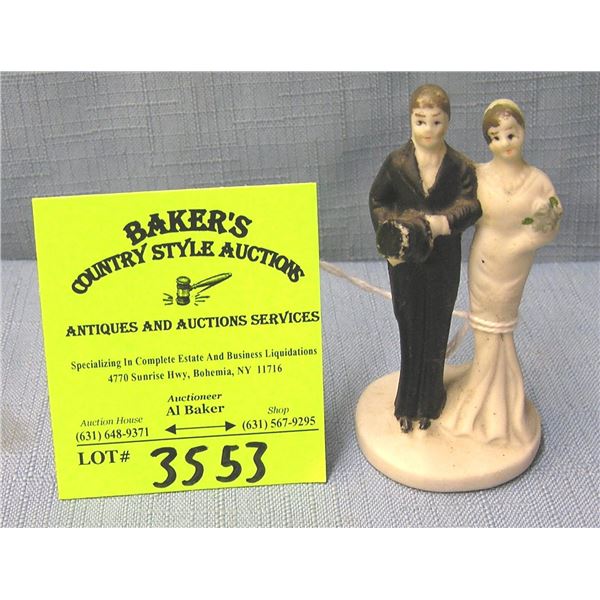 BAKER'S
COUNTRY STYLE AUCTIONS
ANTIQUES AND AUCTIONS SERVICES
Specializing In Complete Estate And Business Liquidations
4770 Sunrise Hwy, Bohemia, NY 11716
Auctioneer
Auction House Al Baker Shop
(631) 648-9371 (631) 567-9295
LOT# 3553